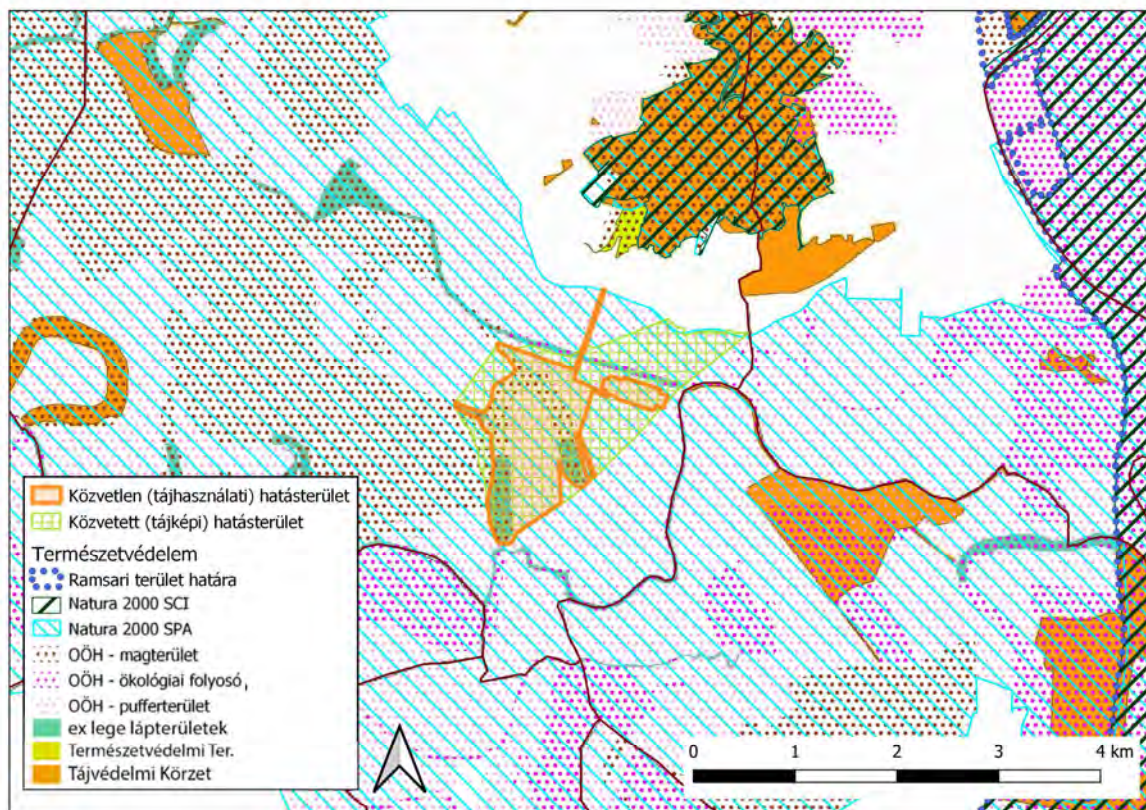 Közvetlen (tájhasználati) hatásterület
Közvetett (tájképi) hatásterület
Természetvédelem
Ramsari terület határa
Natura 2000 SCI
Natura 2000 SPA
OÖH - magterület
OÖH - ökológiai folyosó,
OÖH - pufferterület
ex lege lápterületek
Természetvédelmi Ter.
Tájvédelmi Körzet
0 1 2 3 4 km